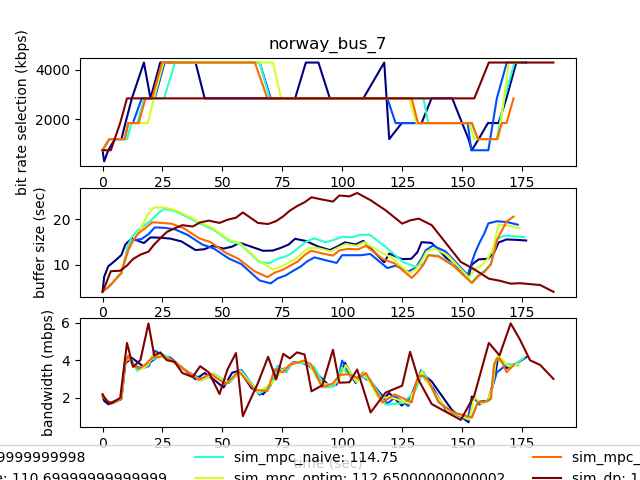 norway_bus_7
bit rate selection (kbps)
4000
2000
0 25 50 75 100 125 150 175
buffer size (sec)
20
10
0 25 50 75 100 125 150 175
bandwidth (mbps)
6
4
2
0 25 50 75 100 125 150 175
time (sec)
9999999998 sim_mpc_naive: 114.75 sim_mpc_
e: 110.69999999999999 sim_mpc_optim: 112.65000000000002 sim_dp: 1